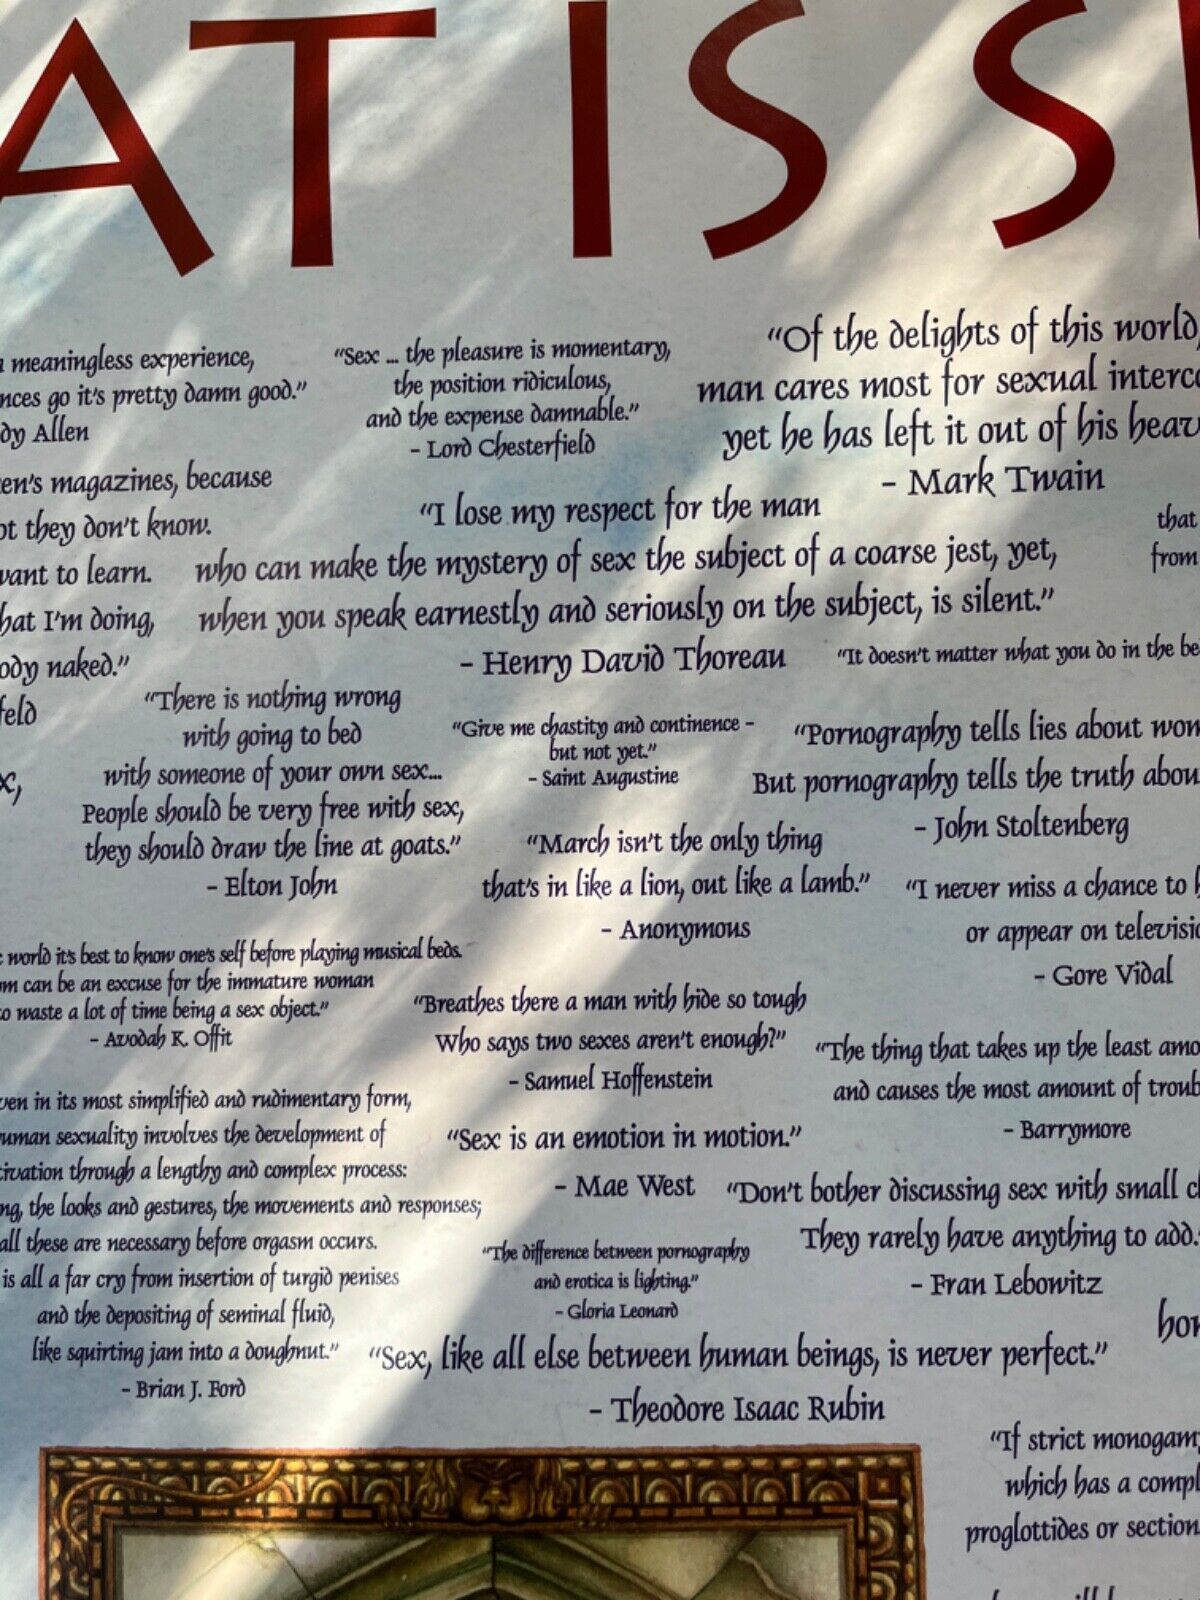 AT IS S
meaningless experience,
nces go it's pretty damn good."
dy Allen
"Sex ... the pleasure is momentary,
the position ridiculous,
and the expense damnable."
- Lord Chesterfield
"Of the delights of this world,
man cares most for sexual interco
yet he has left it out of his heav
- Mark Twain
en's magazines, because
ot they don't know.
want to learn.
hat I'm doing,
ody naked."
feld
"I lose my respect for the man
who can make the mystery of sex the subject of a coarse jest, yet,
when you speak earnestly and seriously on the subject, is silent."
- Henry David Thoreau
that
from
"It doesn't matter what you do in the be
"There is nothing wrong
with going to bed
with someone of your own sex...
People should be very free with sex,
they should draw the line at goats."
- Elton John
x,
"Give me chastity and continence -
but not yet."
- Saint Augustine
"Pornography tells lies about wom
But pornography tells the truth abou
- John Stoltenberg
"March isn't the only thing
that's in like a lion, out like a lamb."
- Anonymous
"I never miss a chance to h
or appear on televisio
- Gore Vidal
world it's best to know one's self before playing musical beds.
m can be an excuse for the immature woman
o waste a lot of time being a sex object."
- Avodah K. Offit
"Breathes there a man with hide so tough
Who says two sexes aren't enough?"
- Samuel Hoffenstein
"The thing that takes up the least amo
and causes the most amount of troub
- Barrymore
ven in its most simplified and rudimentary form,
uman sexuality involves the development of
tivation through a lengthy and complex process:
ng, the looks and gestures, the movements and responses;
all these are necessary before orgasm occurs.
is all a far cry from insertion of turgid penises
and the depositing of seminal fluid,
like squirting jam into a doughnut."
- Brian J. Ford
"Sex is an emotion in motion."
- Mae West
"Don't bother discussing sex with small c
They rarely have anything to add."
- Fran Lebowitz
"The difference between pornography
and erotica is lighting."
- Gloria Leonard
hor
"Sex, like all else between human beings, is never perfect."
- Theodore Isaac Rubin
"If strict monogamy
which has a compl
proglottides or section